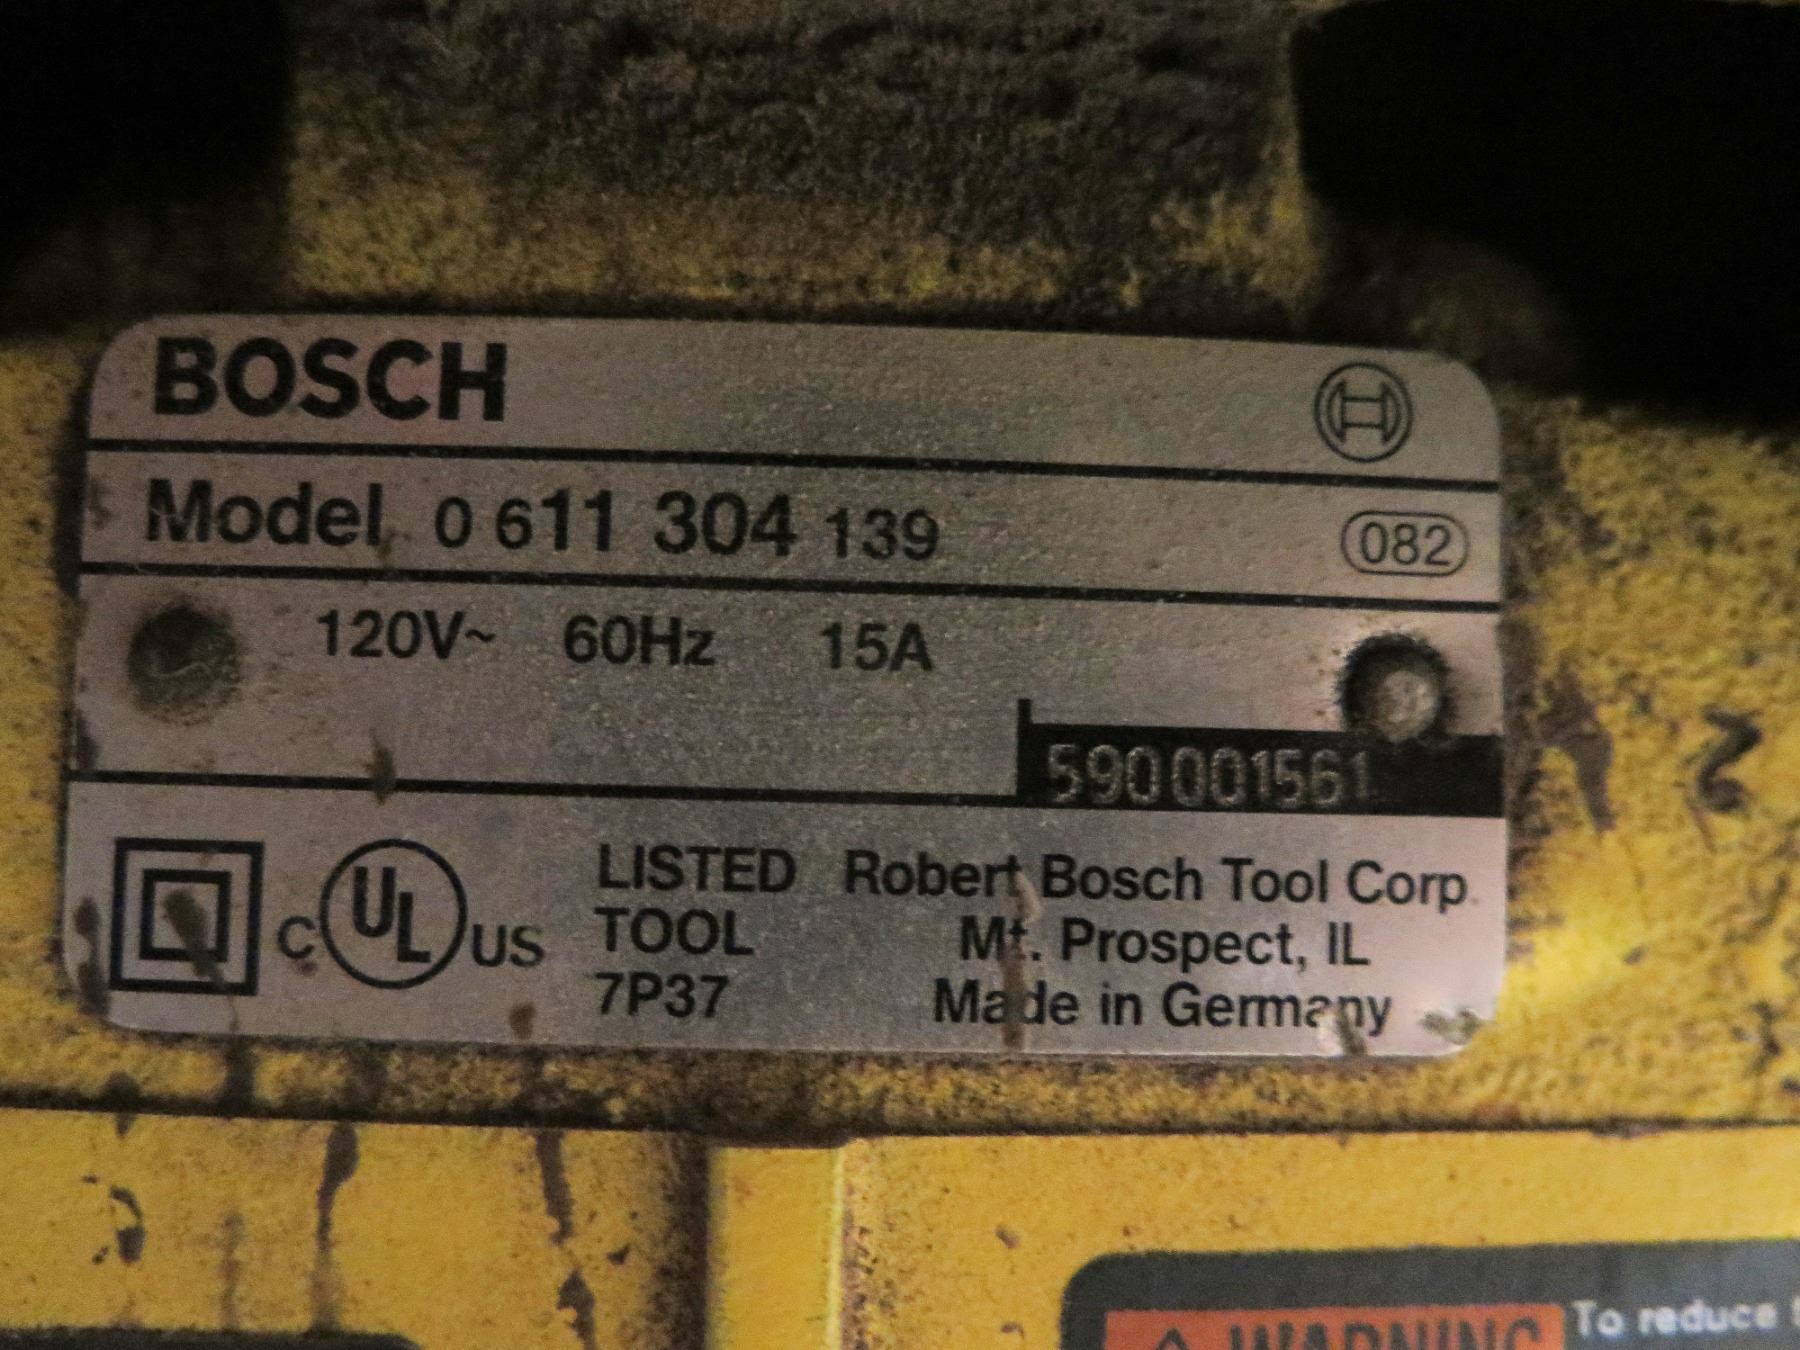 BOSCH
Model 0 611 304 139 082
120V~ 60Hz 15A
590001561
C UL US
LISTED
TOOL
7P37
Robert Bosch Tool Corp.
Mt. Prospect, IL
Made in Germany
WARNING
To reduce